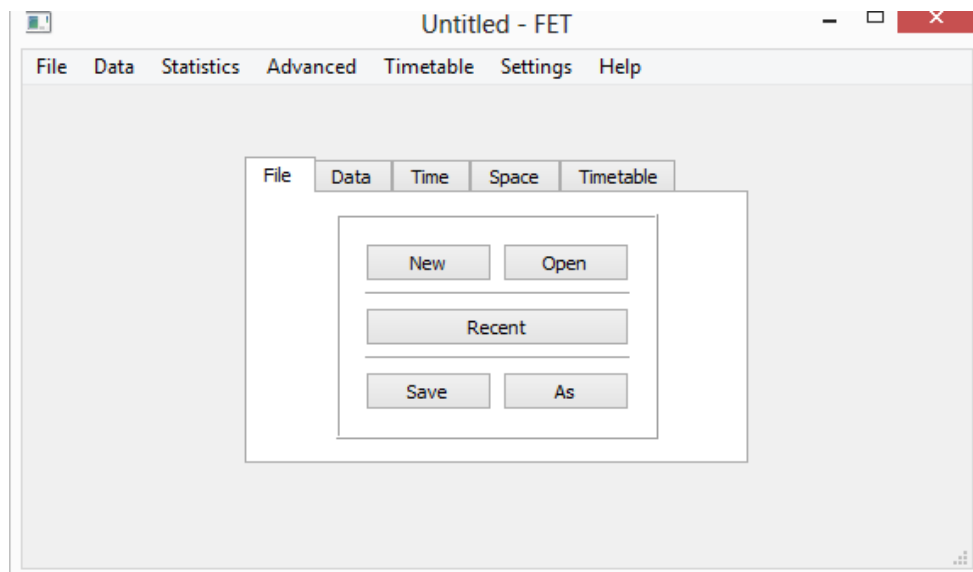 Untitled - FET
File Data Statistics Advanced Timetable Settings Help
File Data Time Space Timetable
New Open
Recent
Save As